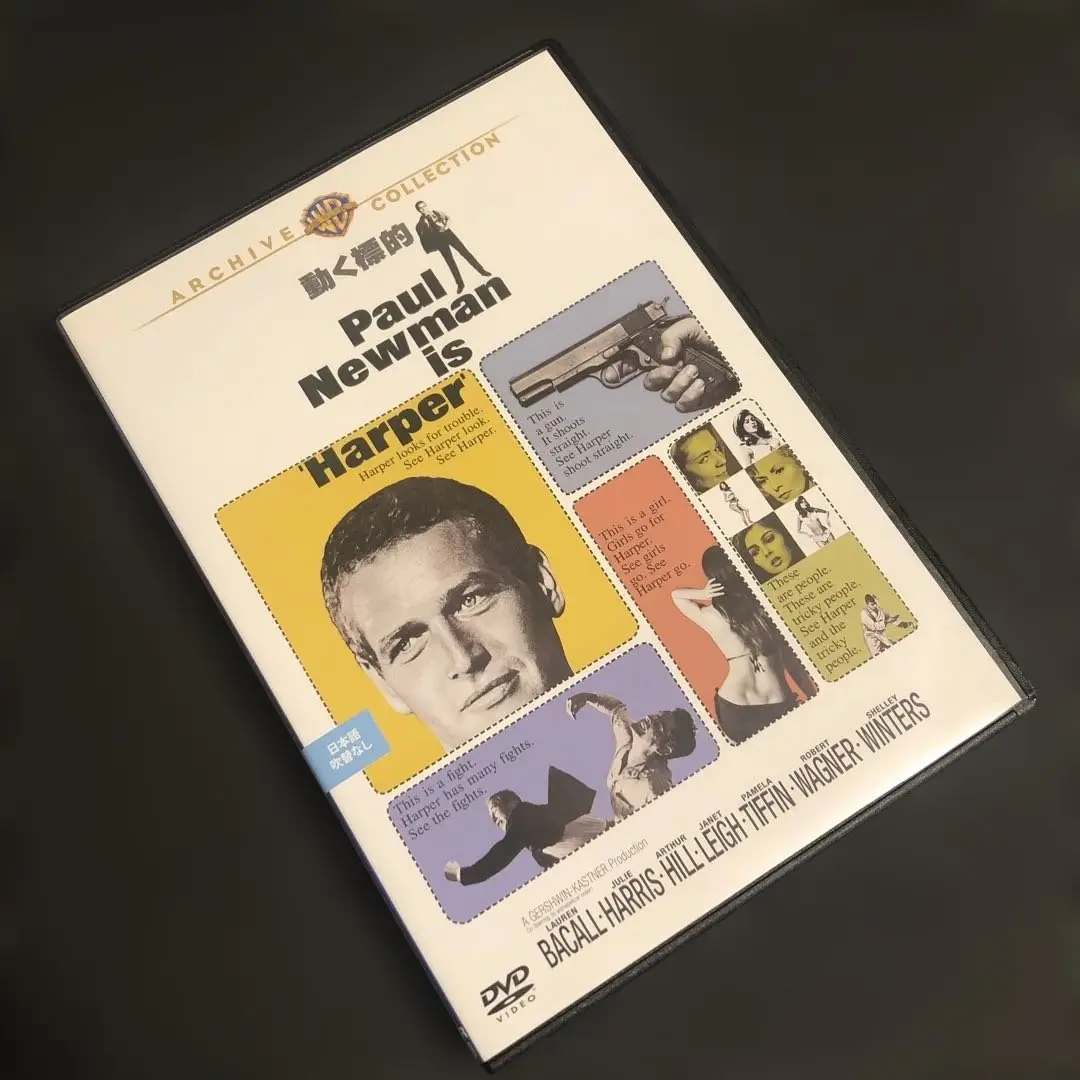 ARCHIVE WB COLLECTION
動く標的
Paul
Newman
is
'Harper'
Harper looks for trouble.
See Harper look.
See Harper.
This is
a gun.
It shoots
straight.
See Harper
shoot straight.
This is a girl.
Girls go for
Harper.
See girls
go. See
Harper go.
These
are people.
These are
tricky people.
See Harper
and the
tricky
people.
日本語
吹替なし
This is a fight.
Harper has many fights.
See the fights.
A GERSHWIN-KASTNER Production
LAUREN BACALL · JULIE HARRIS · ARTHUR HILL · JANET LEIGH · PAMELA TIFFIN · ROBERT WAGNER · SHELLEY WINTERS
DVD
VIDEO